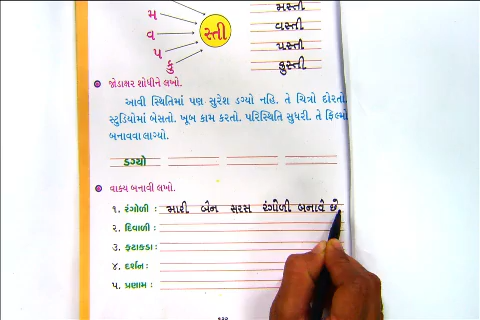 મસ્તી
મ
વ
પ
કુ
સ્તી
વસ્તી
પસ્તી
કુસ્તી
જોડાક્ષર શોધીને લખો.
આવી સ્થિતિમાં પણ સુરેશ ડગ્યો નહિ. તે ચિત્રો દોરતો.
સ્ટુડિયોમાં બેસતો. ખૂબ કામ કરતો. પરિસ્થિતિ સુધરી. તે ફિલ્મો
બનાવવા લાગ્યો.
ડગ્યો
વાક્ય બનાવી લખો.
૧. રંગોળી : મારી બેન સરસ રંગોળી બનાવે છે
૨. દિવાળી :
૩. ફટાકડા :
૪. દર્શન :
૫. પ્રણામ :